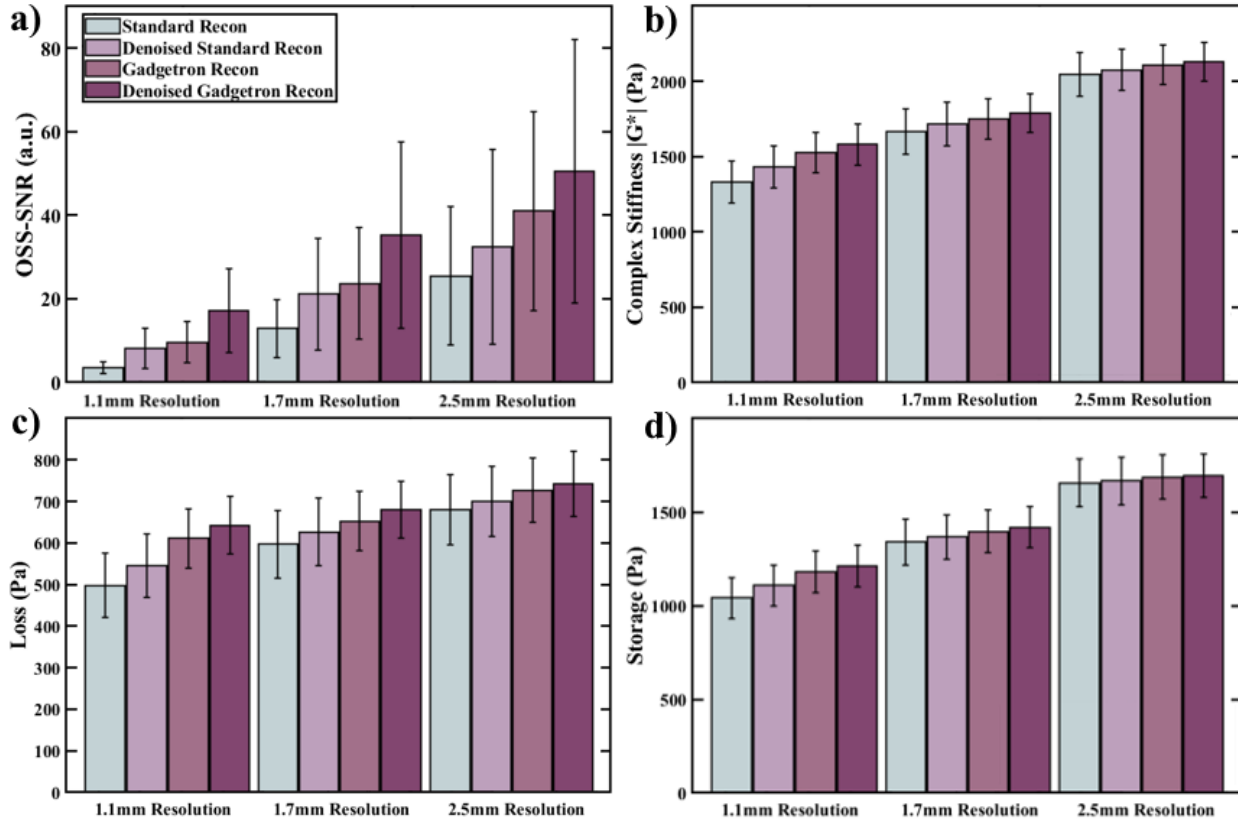 a)
Standard Recon
Denoised Standard Recon
Gadgetron Recon
Denoised Gadgetron Recon
OSS-SNR (a.u.)
80
60
40
20
0
1.1mm Resolution
1.7mm Resolution
2.5mm Resolution
b)
Complex Stiffness |G*| (Pa)
2000
1500
1000
500
0
1.1mm Resolution
1.7mm Resolution
2.5mm Resolution
c)
Loss (Pa)
800
700
600
500
400
300
200
100
0
1.1mm Resolution
1.7mm Resolution
2.5mm Resolution
d)
Storage (Pa)
1500
1000
500
0
1.1mm Resolution
1.7mm Resolution
2.5mm Resolution